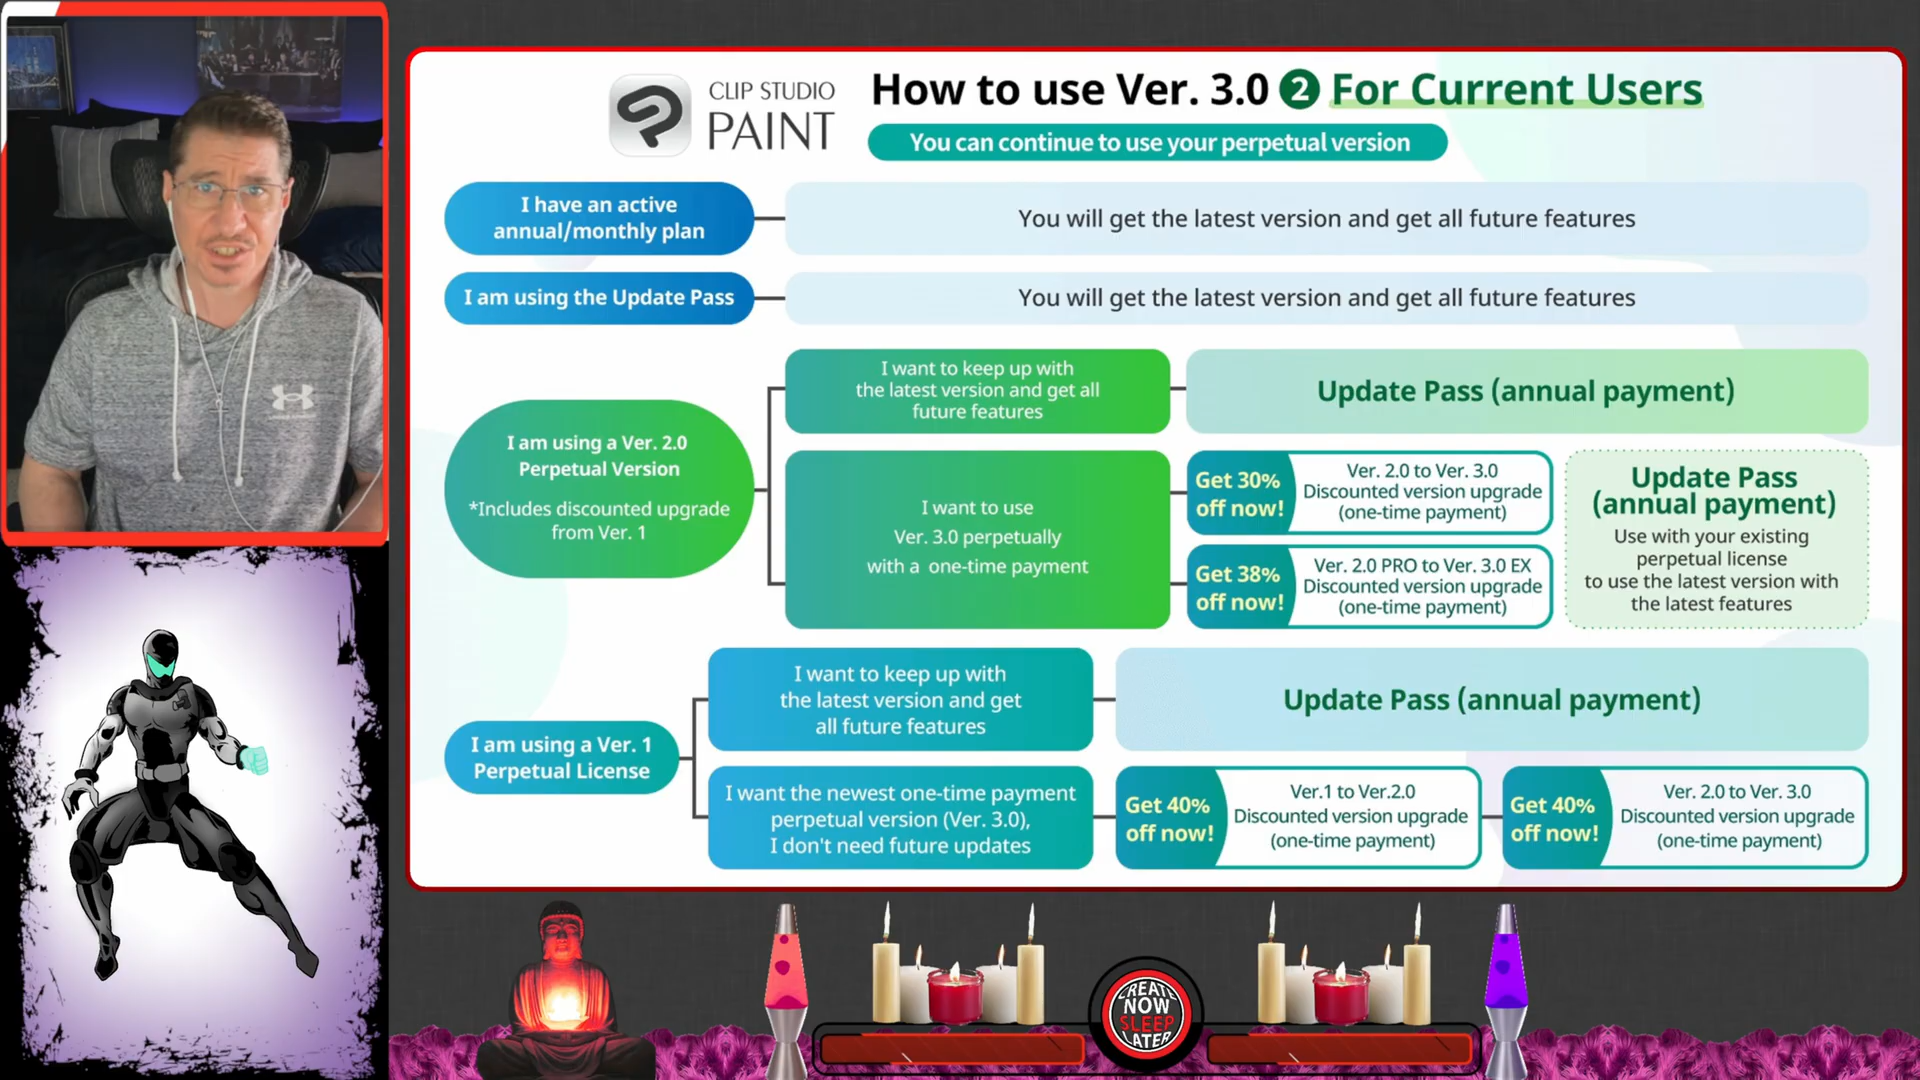 CLIP STUDIO
PAINT
How to use Ver. 3.0 2 For Current Users
You can continue to use your perpetual version
I have an active
annual/monthly plan
You will get the latest version and get all future features
I am using the Update Pass
You will get the latest version and get all future features
I am using a Ver. 2.0
Perpetual Version
*Includes discounted upgrade
from Ver. 1
I want to keep up with
the latest version and get all
future features
Update Pass (annual payment)
I want to use
Ver. 3.0 perpetually
with a one-time payment
Get 30%
off now!
Ver. 2.0 to Ver. 3.0
Discounted version upgrade
(one-time payment)
Get 38%
off now!
Ver. 2.0 PRO to Ver. 3.0 EX
Discounted version upgrade
(one-time payment)
Update Pass
(annual payment)
Use with your existing
perpetual license
to use the latest version with
the latest features
I am using a Ver. 1
Perpetual License
I want to keep up with
the latest version and get
all future features
Update Pass (annual payment)
I want the newest one-time payment
perpetual version (Ver. 3.0),
I don't need future updates
Get 40%
off now!
Ver.1 to Ver.2.0
Discounted version upgrade
(one-time payment)
Get 40%
off now!
Ver. 2.0 to Ver. 3.0
Discounted version upgrade
(one-time payment)
CREATE
NOW
SLEEP
LATER